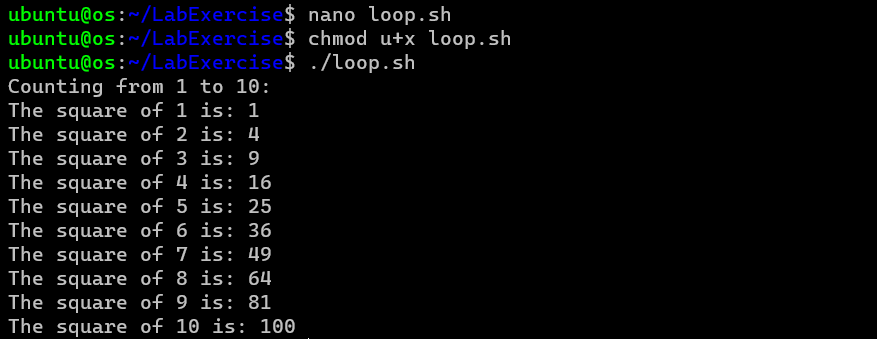 ubuntu@os:~/LabExercise$ nano loop.sh
ubuntu@os:~/LabExercise$ chmod u+x loop.sh
ubuntu@os:~/LabExercise$ ./loop.sh
Counting from 1 to 10:
The square of 1 is: 1
The square of 2 is: 4
The square of 3 is: 9
The square of 4 is: 16
The square of 5 is: 25
The square of 6 is: 36
The square of 7 is: 49
The square of 8 is: 64
The square of 9 is: 81
The square of 10 is: 100